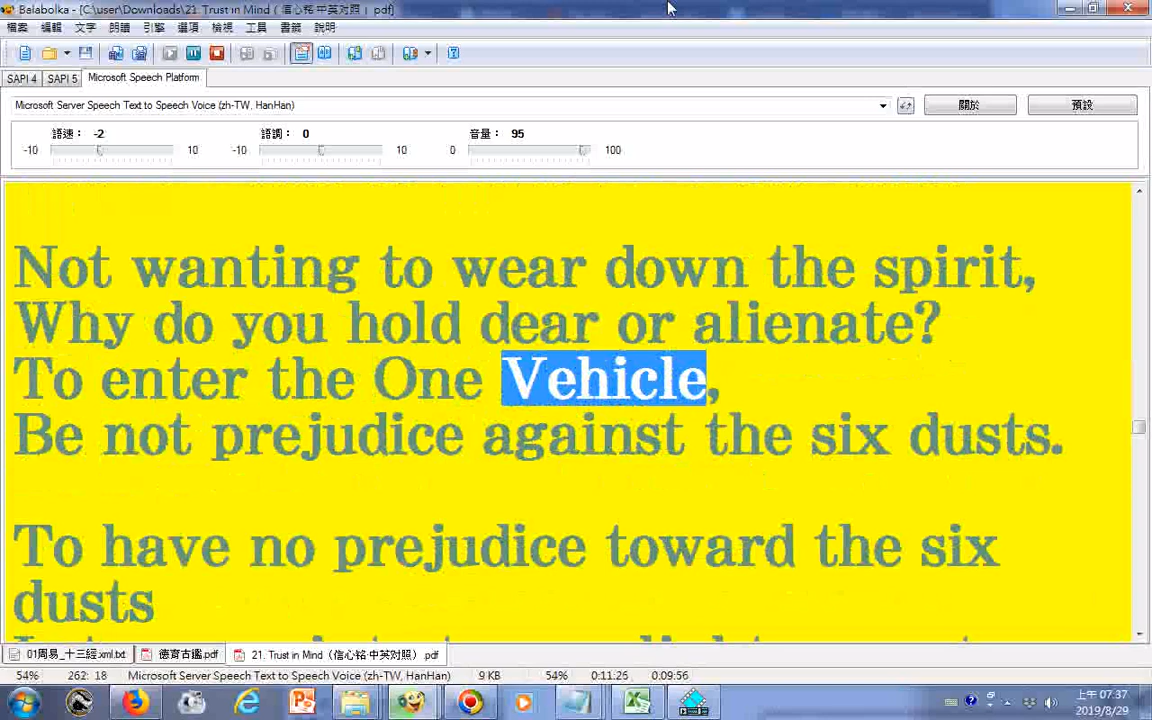 Balabolka - [C:\user\Downloads\21. Trust in Mind（信心铭·中英对照）.pdf]
檔案 編輯 文字 朗讀 引擎 選項 檢視 工具 書籤 說明
SAPI 4 SAPI 5 Microsoft Speech Platform
Microsoft Server Speech Text to Speech Voice (zh-TW, HanHan) 關於 預設
語速： -2 語調： 0 音量： 95
-10 10 -10 10 0 100
Not wanting to wear down the spirit,
Why do you hold dear or alienate?
To enter the One Vehicle,
Be not prejudice against the six dusts.
To have no prejudice toward the six
dusts
01周易_十三經.xml.txt 德育古鑑.pdf 21. Trust in Mind（信心铭·中英对照）.pdf
54% 262: 18 Microsoft Server Speech Text to Speech Voice (zh-TW, HanHan) 9 KB 54% 0:11:25 0:09:56
上午 07:37
2019/8/29